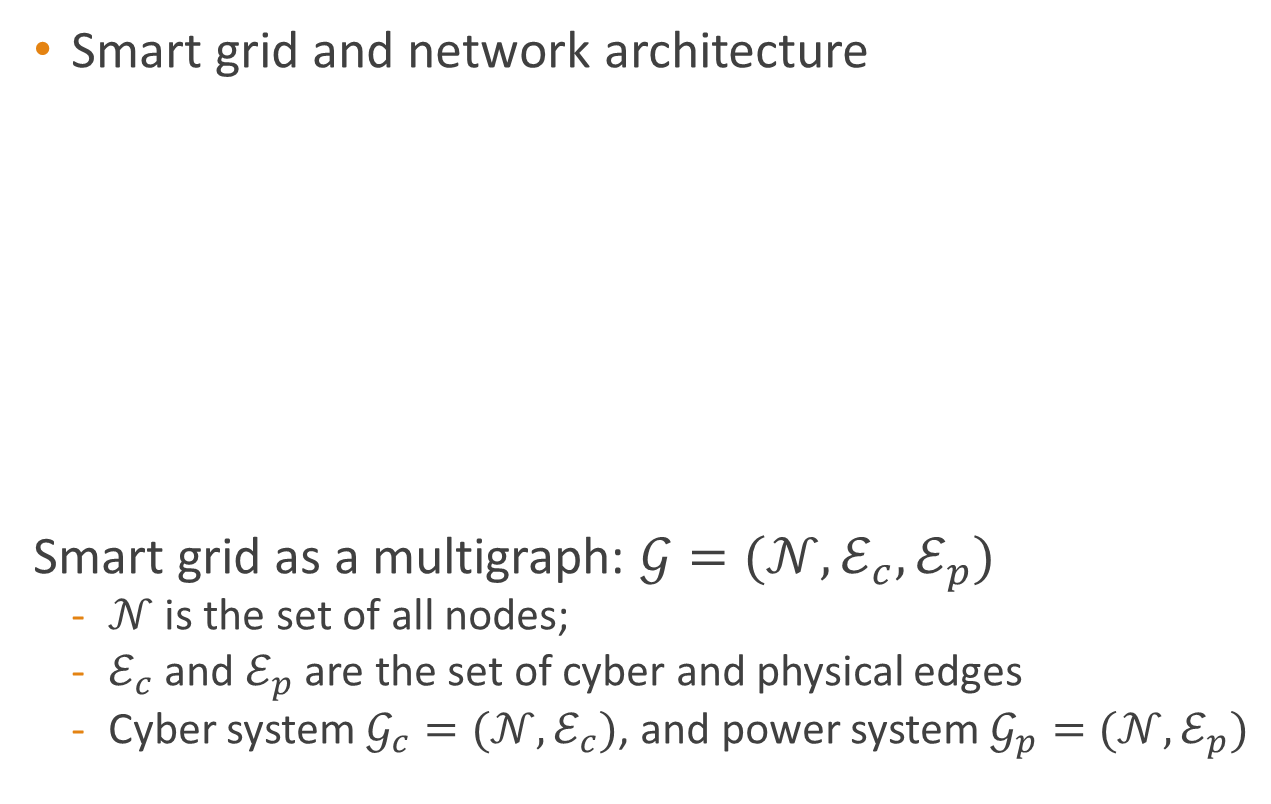 • Smart grid and network architecture
Smart grid as a multigraph: 𝒢 = (𝒩, ℰ_c, ℰ_p)
- 𝒩 is the set of all nodes;
- ℰ_c and ℰ_p are the set of cyber and physical edges
- Cyber system 𝒢_c = (𝒩, ℰ_c), and power system 𝒢_p = (𝒩, ℰ_p)